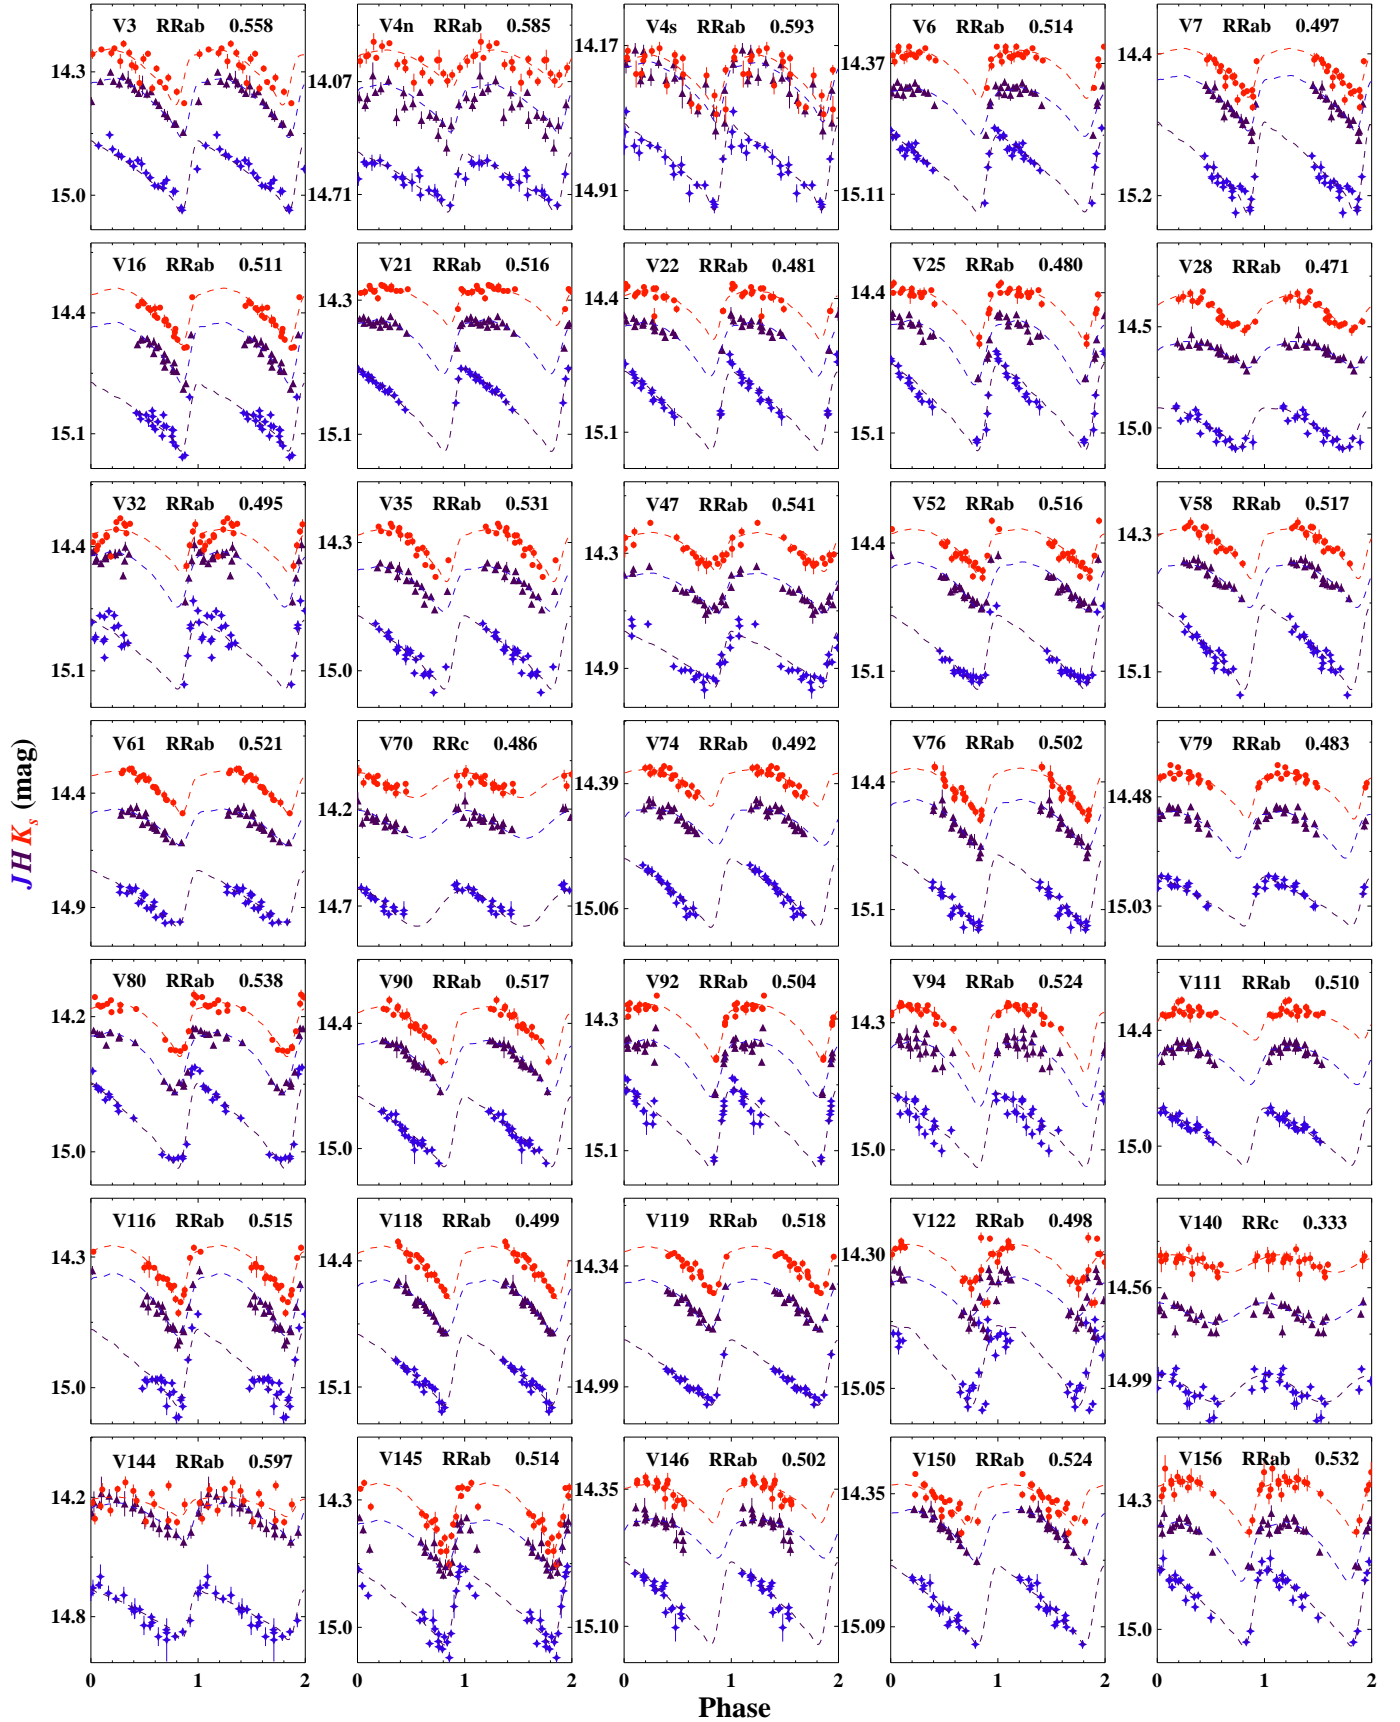 V3 RRab 0.558
V4n RRab 0.585
V4s RRab 0.593
V6 RRab 0.514
V7 RRab 0.497
14.3
15.0
14.07
14.71
14.17
14.91
14.37
15.11
14.4
15.2
V16 RRab 0.511
V21 RRab 0.516
V22 RRab 0.481
V25 RRab 0.480
V28 RRab 0.471
14.4
15.1
14.3
15.1
14.4
15.1
14.4
15.1
14.5
15.0
V32 RRab 0.495
V35 RRab 0.531
V47 RRab 0.541
V52 RRab 0.516
V58 RRab 0.517
14.4
15.1
14.3
15.0
14.3
14.9
14.4
15.1
14.3
15.1
V61 RRab 0.521
V70 RRc 0.486
V74 RRab 0.492
V76 RRab 0.502
V79 RRab 0.483
14.4
14.9
14.2
14.7
14.39
15.06
14.4
15.1
14.48
15.03
JHKs (mag)
V80 RRab 0.538
V90 RRab 0.517
V92 RRab 0.504
V94 RRab 0.524
V111 RRab 0.510
14.2
15.0
14.4
15.0
14.3
15.1
14.3
15.0
14.4
15.0
V116 RRab 0.515
V118 RRab 0.499
V119 RRab 0.518
V122 RRab 0.498
V140 RRc 0.333
14.3
15.0
14.4
15.1
14.34
14.99
14.30
15.05
14.56
14.99
V144 RRab 0.597
V145 RRab 0.514
V146 RRab 0.502
V150 RRab 0.524
V156 RRab 0.532
14.2
14.8
14.3
15.0
14.35
15.10
14.35
15.09
14.3
15.0
0 1 2
0 1 2
0 1 2
0 1 2
0 1 2
Phase